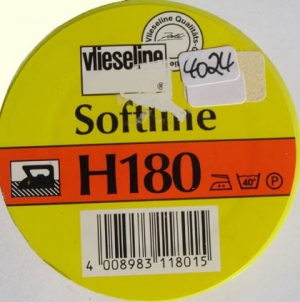 Vlieseline Qualitäts-
vlieseline
®
4024
Softline
H180
40°
P
4 008983 118015